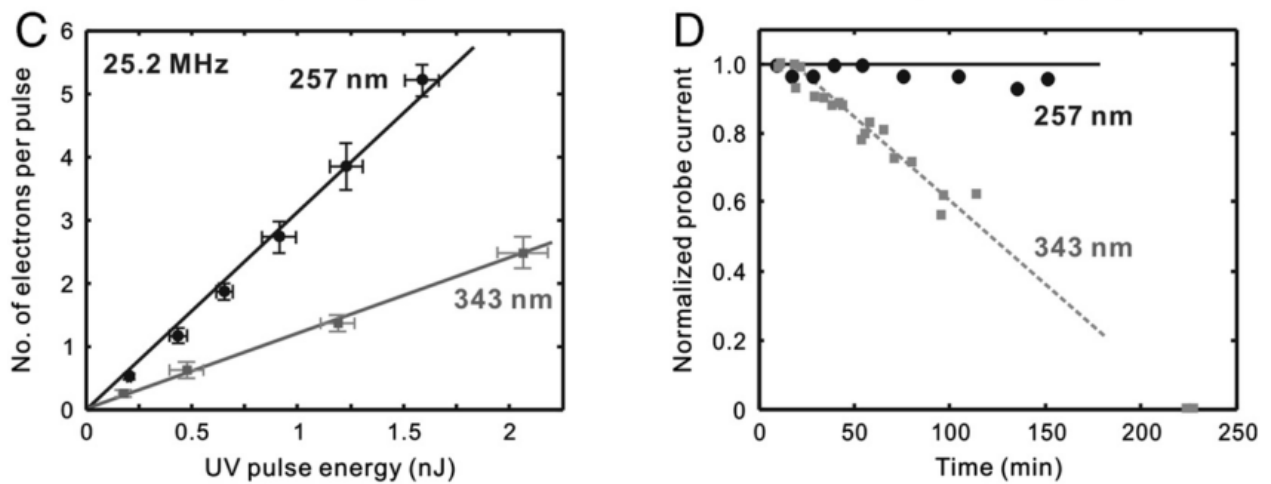 C
25.2 MHz
257 nm
343 nm
No. of electrons per pulse
6
5
4
3
2
1
0
0
0.5
1
1.5
2
UV pulse energy (nJ)
D
257 nm
343 nm
Normalized probe current
1.0
0.8
0.6
0.4
0.2
0
0
50
100
150
200
250
Time (min)